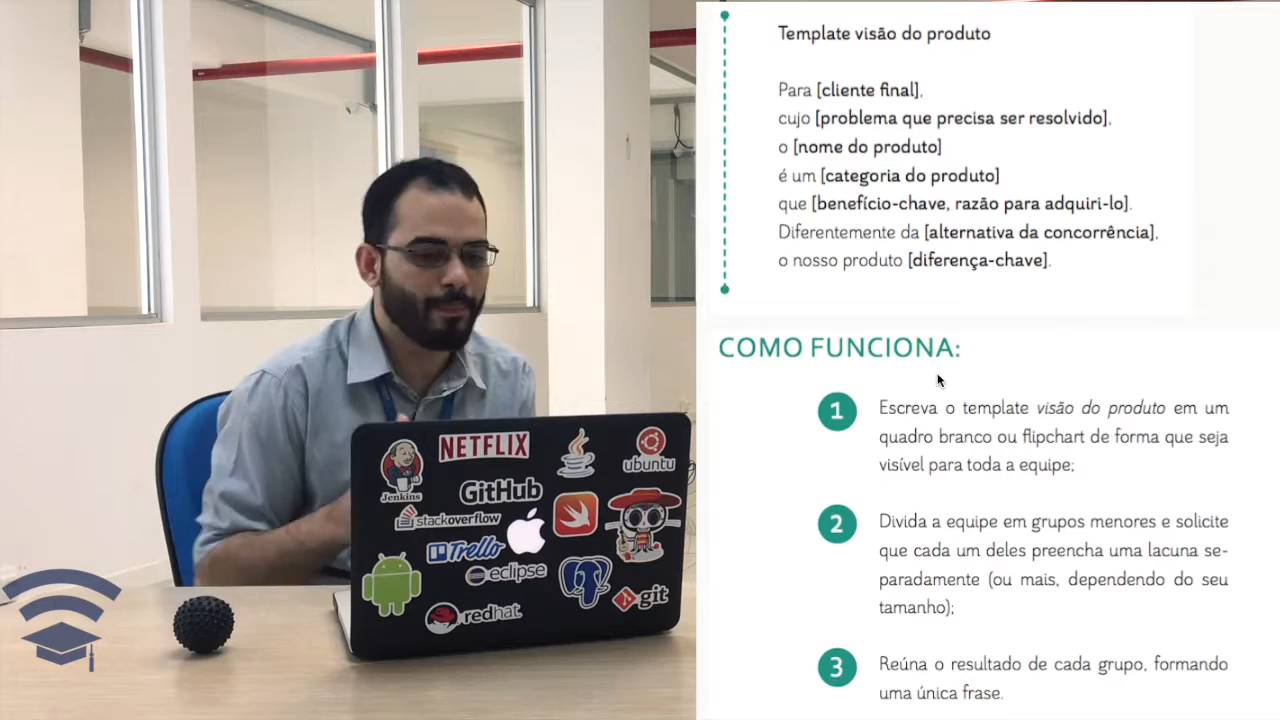 Template visão do produto
Para [cliente final],
cujo [problema que precisa ser resolvido],
o [nome do produto]
é um [categoria do produto]
que [benefício-chave, razão para adquiri-lo].
Diferentemente da [alternativa da concorrência],
o nosso produto [diferença-chave].
COMO FUNCIONA:
1
Escreva o template visão do produto em um
quadro branco ou flipchart de forma que seja
visível para toda a equipe;
2
Divida a equipe em grupos menores e solicite
que cada um deles preencha uma lacuna se-
paradamente (ou mais, dependendo do seu
tamanho);
3
Reúna o resultado de cada grupo, formando
uma única frase.
NETFLIX
Jenkins
GitHub
ubuntu
stackoverflow
Trello
eclipse
git
redhat